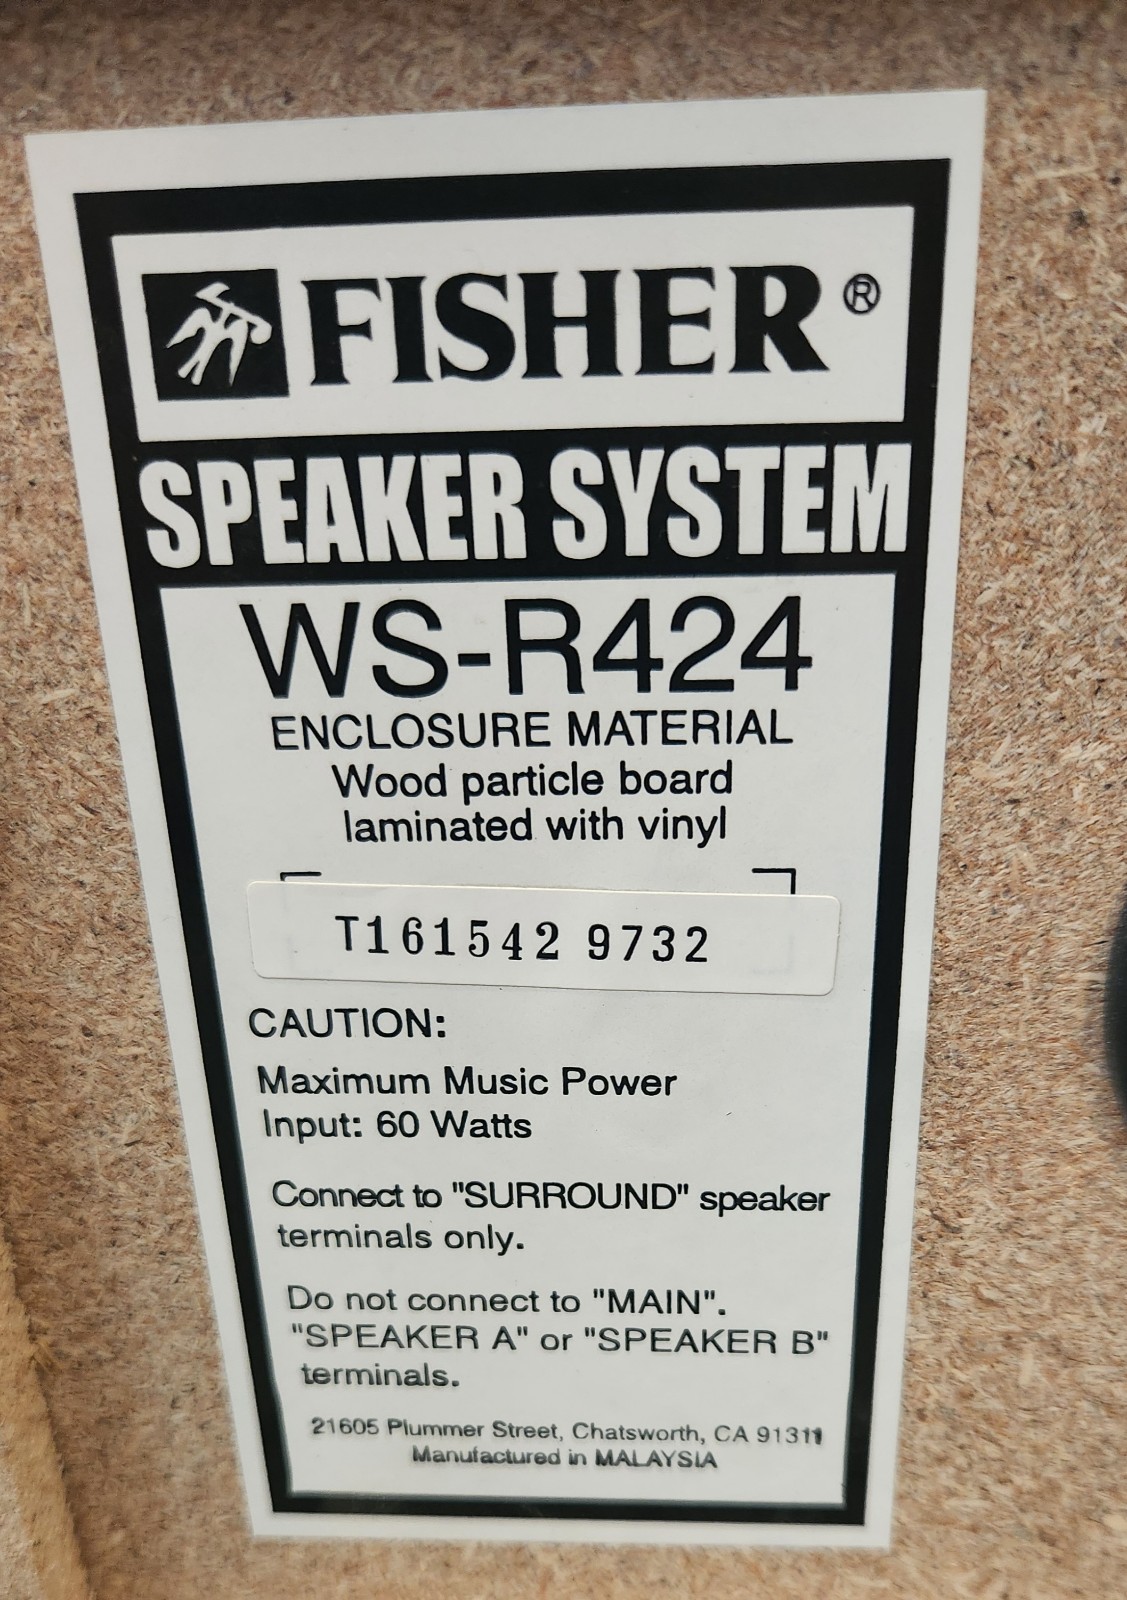 FISHER®
SPEAKER SYSTEM
WS-R424
ENCLOSURE MATERIAL
Wood particle board
laminated with vinyl
T161542 9732
CAUTION:
Maximum Music Power
Input: 60 Watts
Connect to "SURROUND" speaker
terminals only.
Do not connect to "MAIN".
"SPEAKER A" or "SPEAKER B"
terminals.
21605 Plummer Street, Chatsworth, CA 91311
Manufactured in MALAYSIA